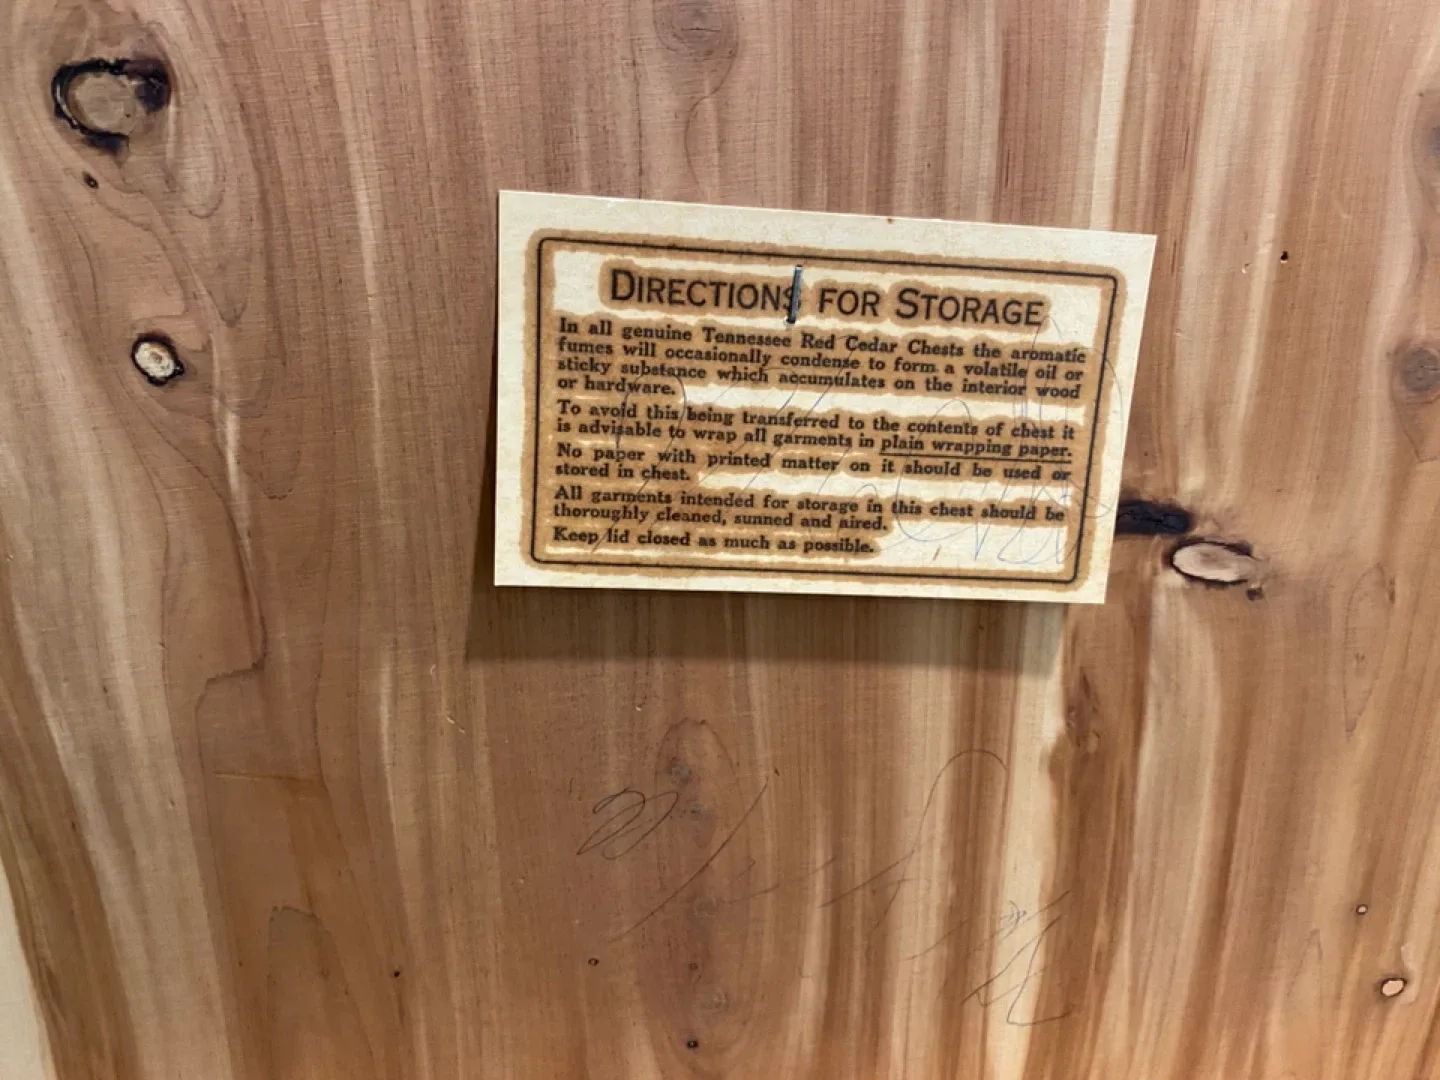 DIRECTIONS FOR STORAGE
In all genuine Tennessee Red Cedar Chests the aromatic
fumes will occasionally condense to form a volatile oil or
sticky substance which accumulates on the interior wood
or hardware.
To avoid this being transferred to the contents of chest it
is advisable to wrap all garments in plain wrapping paper.
No paper with printed matter on it should be used or
stored in chest.
All garments intended for storage in this chest should be
thoroughly cleaned, sunned and aired.
Keep lid closed as much as possible.